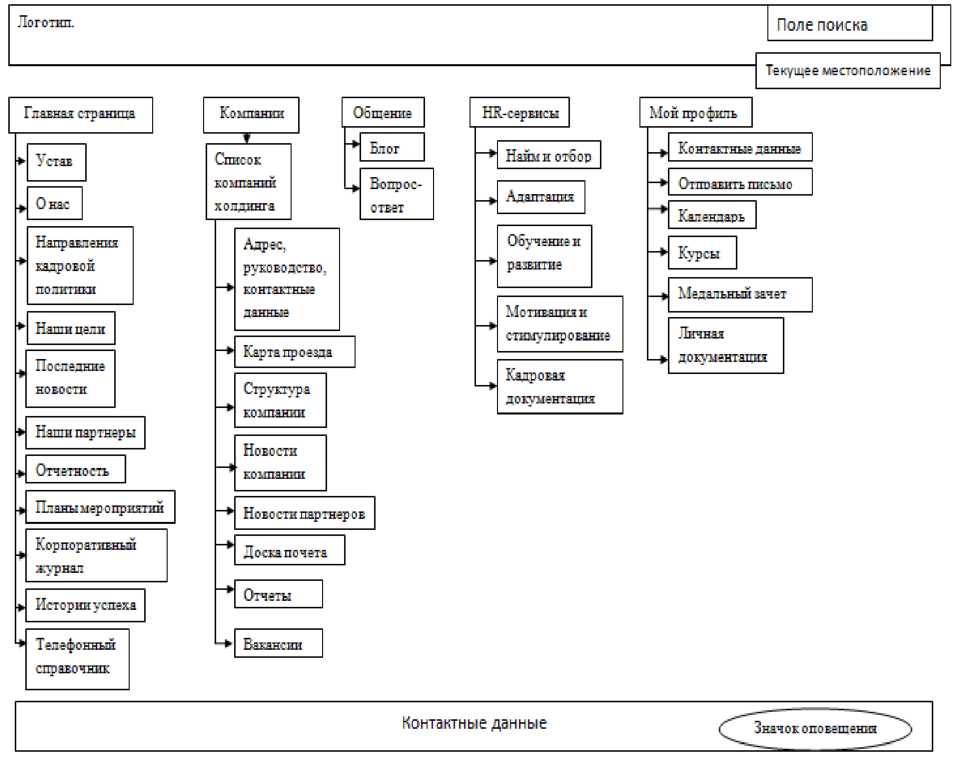 Логотип.
Поле поиска
Текущее местоположение
Главная страница
Устав
О нас
Направления
кадровой
политики
Наши цели
Последние
новости
Наши партнеры
Отчетность
Планы мероприятий
Корпоративный
журнал
Истории успеха
Телефонный
справочник
Компании
Список
компаний
холдинга
Адрес,
руководство,
контактные
данные
Карта проезда
Структура
компании
Новости
компании
Новости партнеров
Доска почета
Отчеты
Вакансии
Общение
Блог
Вопрос-
ответ
HR-сервисы
Найм и отбор
Адаптация
Обучение и
развитие
Мотивация и
стимулирование
Кадровая
документация
Мой профиль
Контактные данные
Отправить письмо
Календарь
Курсы
Медальный зачет
Личная
документация
Контактные данные
Значок оповещения